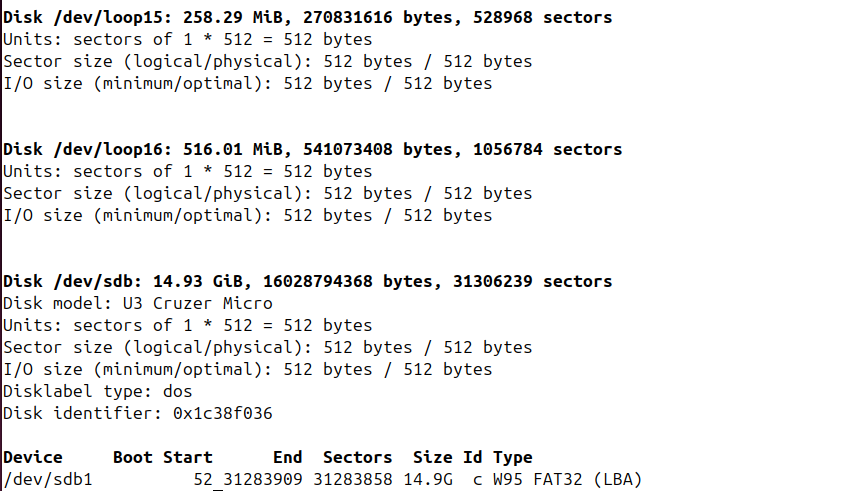 Disk /dev/loop15: 258.29 MiB, 270831616 bytes, 528968 sectors
Units: sectors of 1 * 512 = 512 bytes
Sector size (logical/physical): 512 bytes / 512 bytes
I/O size (minimum/optimal): 512 bytes / 512 bytes
Disk /dev/loop16: 516.01 MiB, 541073408 bytes, 1056784 sectors
Units: sectors of 1 * 512 = 512 bytes
Sector size (logical/physical): 512 bytes / 512 bytes
I/O size (minimum/optimal): 512 bytes / 512 bytes
Disk /dev/sdb: 14.93 GiB, 16028794368 bytes, 31306239 sectors
Disk model: U3 Cruzer Micro
Units: sectors of 1 * 512 = 512 bytes
Sector size (logical/physical): 512 bytes / 512 bytes
I/O size (minimum/optimal): 512 bytes / 512 bytes
Disklabel type: dos
Disk identifier: 0x1c38f036
Device     Boot Start      End  Sectors  Size Id Type
/dev/sdb1          52 31283909 31283858 14.9G  c W95 FAT32 (LBA)